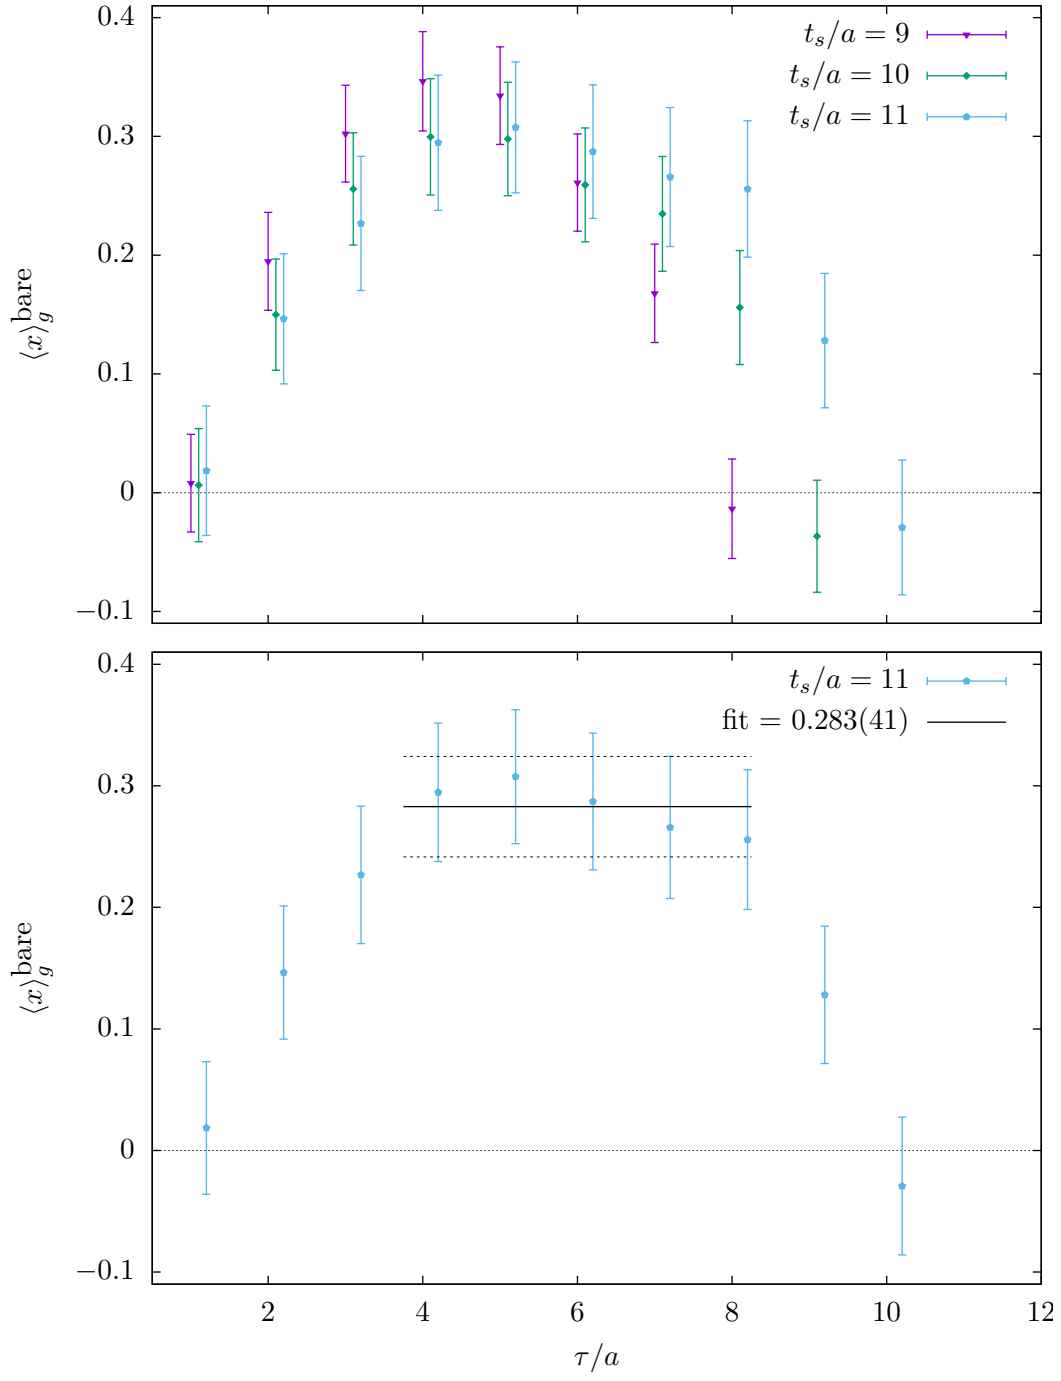 0.4
0.3
0.2
0.1
0
−0.1
⟨x⟩_g^bare
t_s/a = 9
t_s/a = 10
t_s/a = 11
0.4
0.3
0.2
0.1
0
−0.1
⟨x⟩_g^bare
t_s/a = 11
fit = 0.283(41)
2 4 6 8 10 12
τ/a